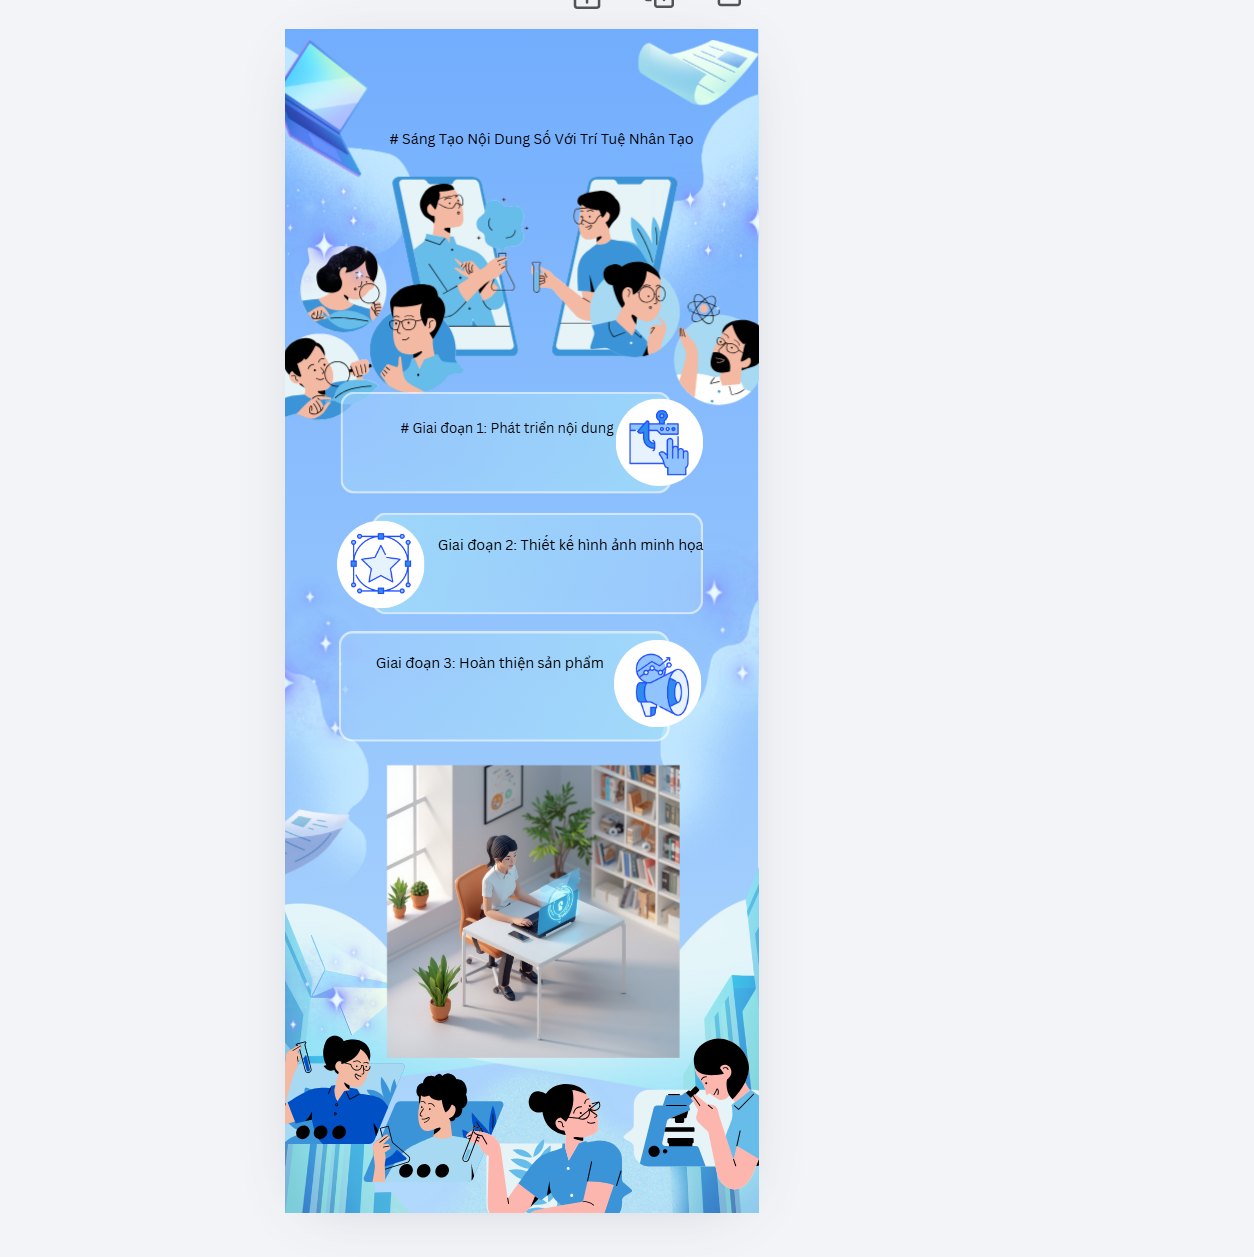 # Sáng Tạo Nội Dung Số Với Trí Tuệ Nhân Tạo
# Giai đoạn 1: Phát triển nội dung
Giai đoạn 2: Thiết kế hình ảnh minh họa
Giai đoạn 3: Hoàn thiện sản phẩm